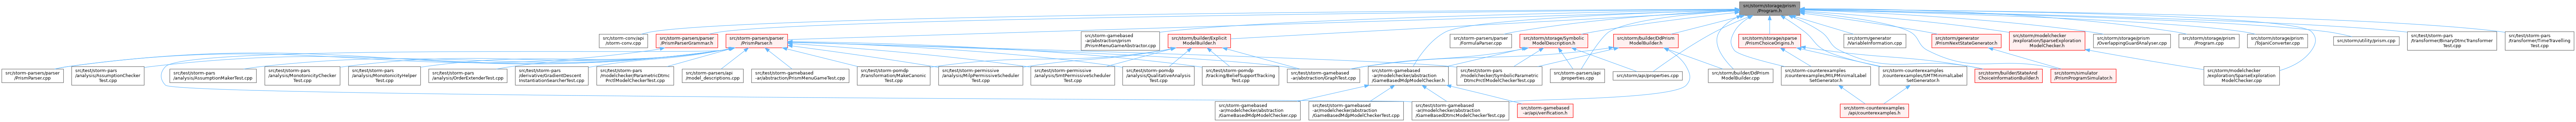 src/storm/storage/prism
/Program.h
src/storm-conv/api
/storm-conv.cpp
src/storm-parsers/parser
/PrismParserGrammar.h
src/storm-parsers/parser
/PrismParser.h
src/storm-gamebased
-ar/abstraction/prism
/PrismMenuGameAbstractor.cpp
src/storm/builder/Explicit
ModelBuilder.h
src/storm-parsers/parser
/FormulaParser.cpp
src/storm/storage/Symbolic
ModelDescription.h
src/storm/builder/DdPrism
ModelBuilder.h
src/storm/storage/sparse
/PrismChoiceOrigins.h
src/storm/generator
/VariableInformation.cpp
src/storm/generator
/PrismNextStateGenerator.h
src/storm/modelchecker
/exploration/SparseExploration
ModelChecker.h
src/storm/storage/prism
/OverlappingGuardAnalyser.cpp
src/storm/storage/prism
/Program.cpp
src/storm/storage/prism
/ToJaniConverter.cpp
src/storm/utility/prism.cpp
src/test/storm-pars
/transformer/BinaryDtmcTransformer
Test.cpp
src/test/storm-pars
/transformer/TimeTravelling
Test.cpp
src/storm-parsers/parser
/PrismParser.cpp
src/test/storm-pars
/analysis/AssumptionChecker
Test.cpp
src/test/storm-pars
/analysis/AssumptionMakerTest.cpp
src/test/storm-pars
/analysis/MonotonicityChecker
Test.cpp
src/test/storm-pars
/analysis/MonotonicityHelper
Test.cpp
src/test/storm-pars
/analysis/OrderExtenderTest.cpp
src/test/storm-pars
/derivative/GradientDescent
InstantiationSearcherTest.cpp
src/test/storm-pars
/modelchecker/ParametricDtmc
PrctlModelCheckerTest.cpp
src/storm-parsers/api
/model_descriptions.cpp
src/test/storm-gamebased
-ar/abstraction/PrismMenuGameTest.cpp
src/test/storm-pomdp
/transformation/MakeCanonic
Test.cpp
src/test/storm-permissive
/analysis/MilpPermissiveScheduler
Test.cpp
src/test/storm-permissive
/analysis/SmtPermissiveScheduler
Test.cpp
src/test/storm-pomdp
/analysis/QualitativeAnalysis
Test.cpp
src/test/storm-pomdp
/tracking/BeliefSupportTracking
Test.cpp
src/test/storm-gamebased
-ar/abstraction/GraphTest.cpp
src/storm-gamebased
-ar/modelchecker/abstraction
/GameBasedMdpModelChecker.h
src/test/storm-pars
/modelchecker/SymbolicParametric
DtmcPrctlModelCheckerTest.cpp
src/storm-parsers/api
/properties.cpp
src/storm/api/properties.cpp
src/storm/builder/DdPrism
ModelBuilder.cpp
src/storm-counterexamples
/counterexamples/MILPMinimalLabel
SetGenerator.h
src/storm-counterexamples
/counterexamples/SMTMinimalLabel
SetGenerator.h
src/storm/builder/StateAnd
ChoiceInformationBuilder.h
src/storm/simulator
/PrismProgramSimulator.h
src/storm/modelchecker
/exploration/SparseExploration
ModelChecker.cpp
src/storm-gamebased
-ar/modelchecker/abstraction
/GameBasedMdpModelChecker.cpp
src/test/storm-gamebased
-ar/modelchecker/abstraction
/GameBasedMdpModelCheckerTest.cpp
src/test/storm-gamebased
-ar/modelchecker/abstraction
/GameBasedDtmcModelCheckerTest.cpp
src/storm-gamebased
-ar/api/verification.h
src/storm-counterexamples
/api/counterexamples.h